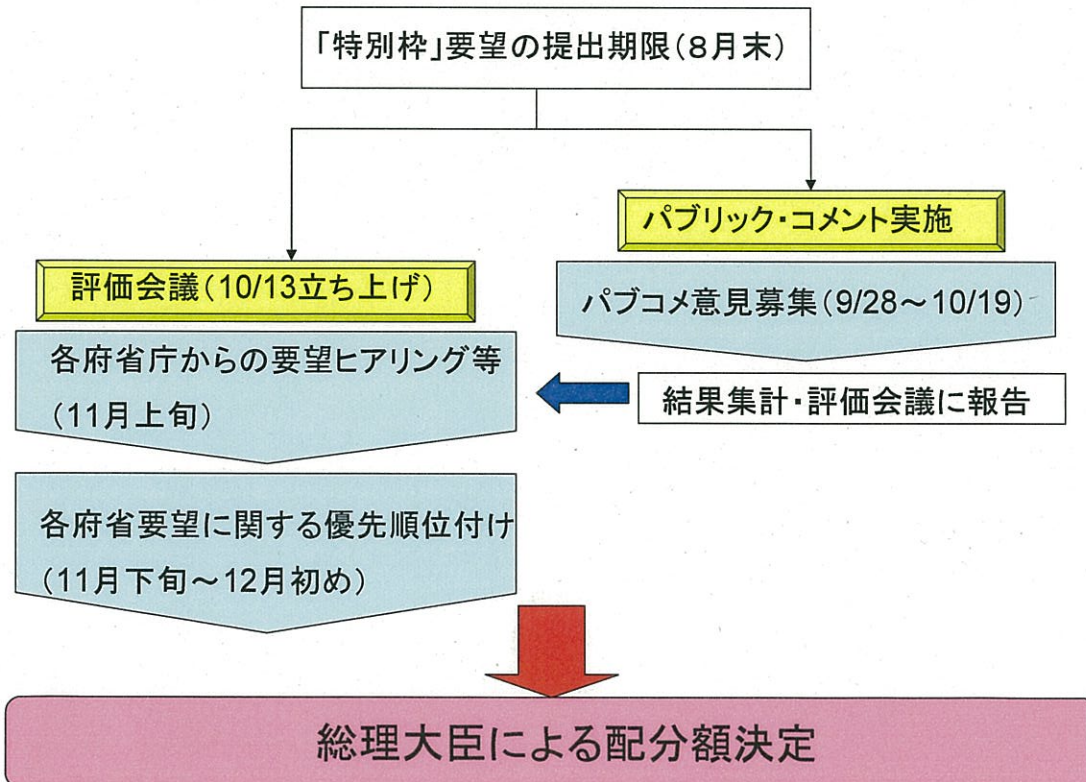 「特別枠」要望の提出期限(8月末)
パブリック・コメント実施
評価会議(10/13立ち上げ)
パブコメ意見募集(9/28～10/19)
各府省庁からの要望ヒアリング等
(11月上旬)
結果集計・評価会議に報告
各府省要望に関する優先順位付け
(11月下旬～12月初め)
総理大臣による配分額決定